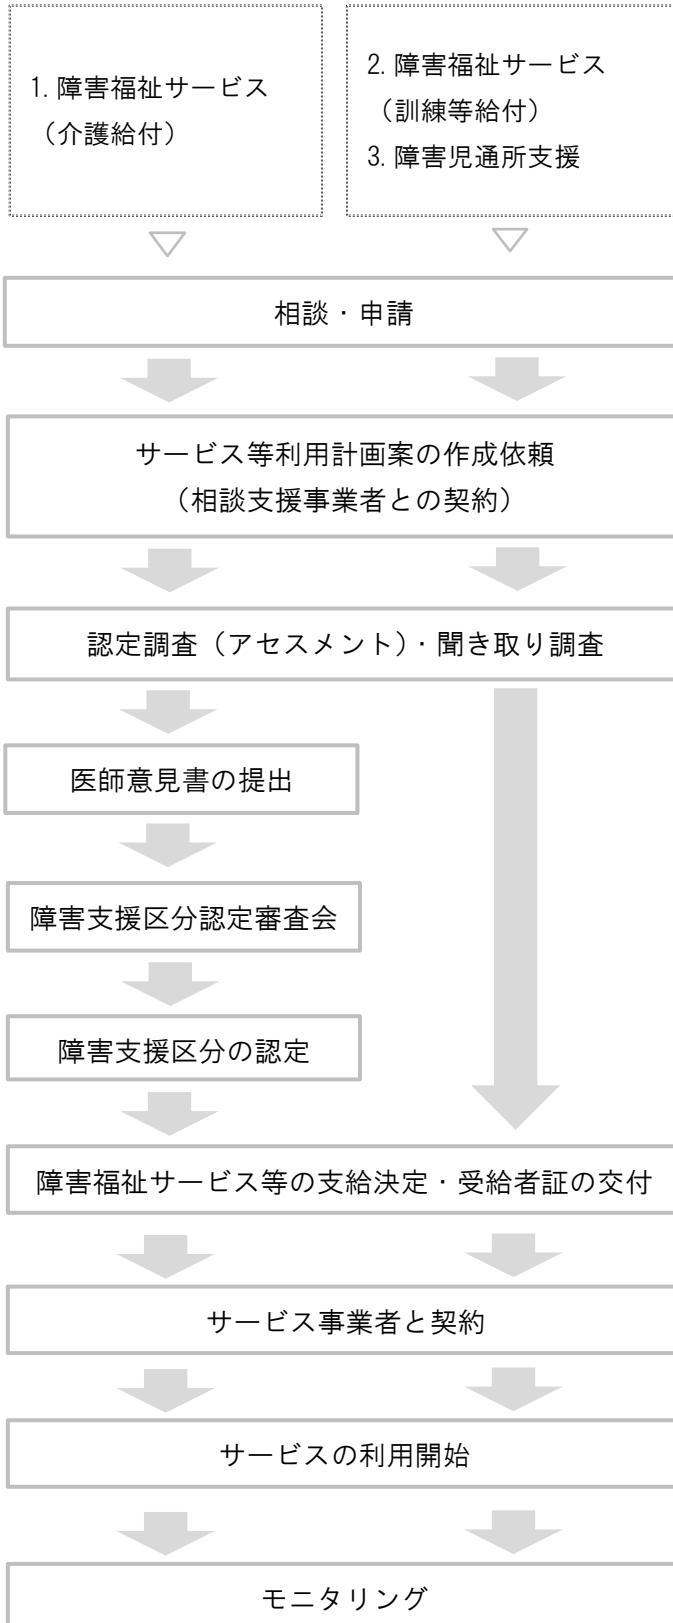 1. 障害福祉サービス
（介護給付）
2. 障害福祉サービス
（訓練等給付）
3. 障害児通所支援
相談・申請
サービス等利用計画案の作成依頼
（相談支援事業者との契約）
認定調査（アセスメント）・聞き取り調査
医師意見書の提出
障害支援区分認定審査会
障害支援区分の認定
障害福祉サービス等の支給決定・受給者証の交付
サービス事業者と契約
サービスの利用開始
モニタリング